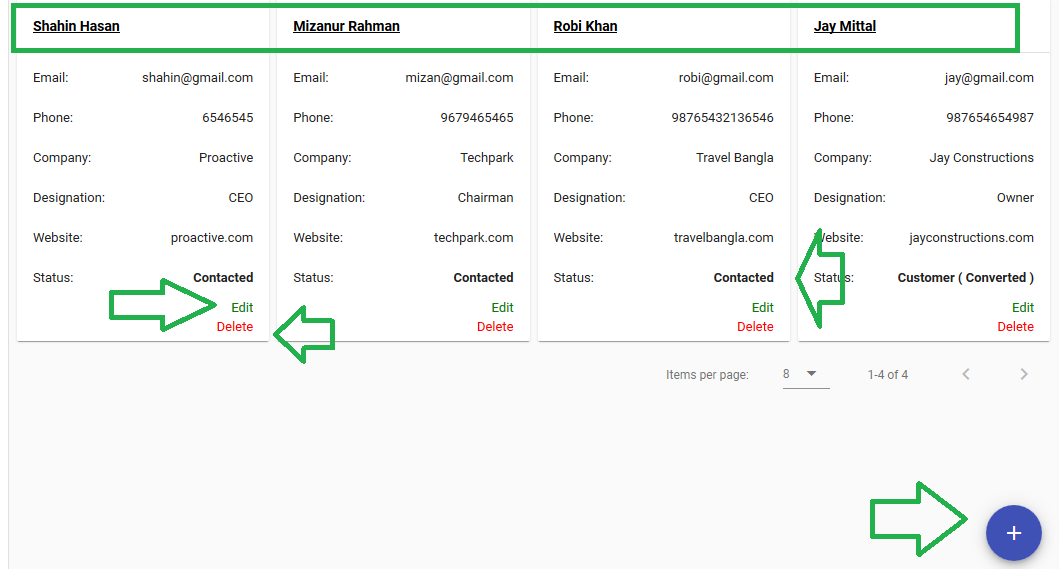 Shahin Hasan
Email: shahin@gmail.com
Phone: 6546545
Company: Proactive
Designation: CEO
Website: proactive.com
Status: Contacted
Edit
Delete
Mizanur Rahman
Email: mizan@gmail.com
Phone: 9679465465
Company: Techpark
Designation: Chairman
Website: techpark.com
Status: Contacted
Edit
Delete
Robi Khan
Email: robi@gmail.com
Phone: 98765432136546
Company: Travel Bangla
Designation: CEO
Website: travelbangla.com
Status: Contacted
Edit
Delete
Jay Mittal
Email: jay@gmail.com
Phone: 987654654987
Company: Jay Constructions
Designation: Owner
Website: jayconstructions.com
Status: Customer ( Converted )
Edit
Delete
Items per page: 8 1-4 of 4
+